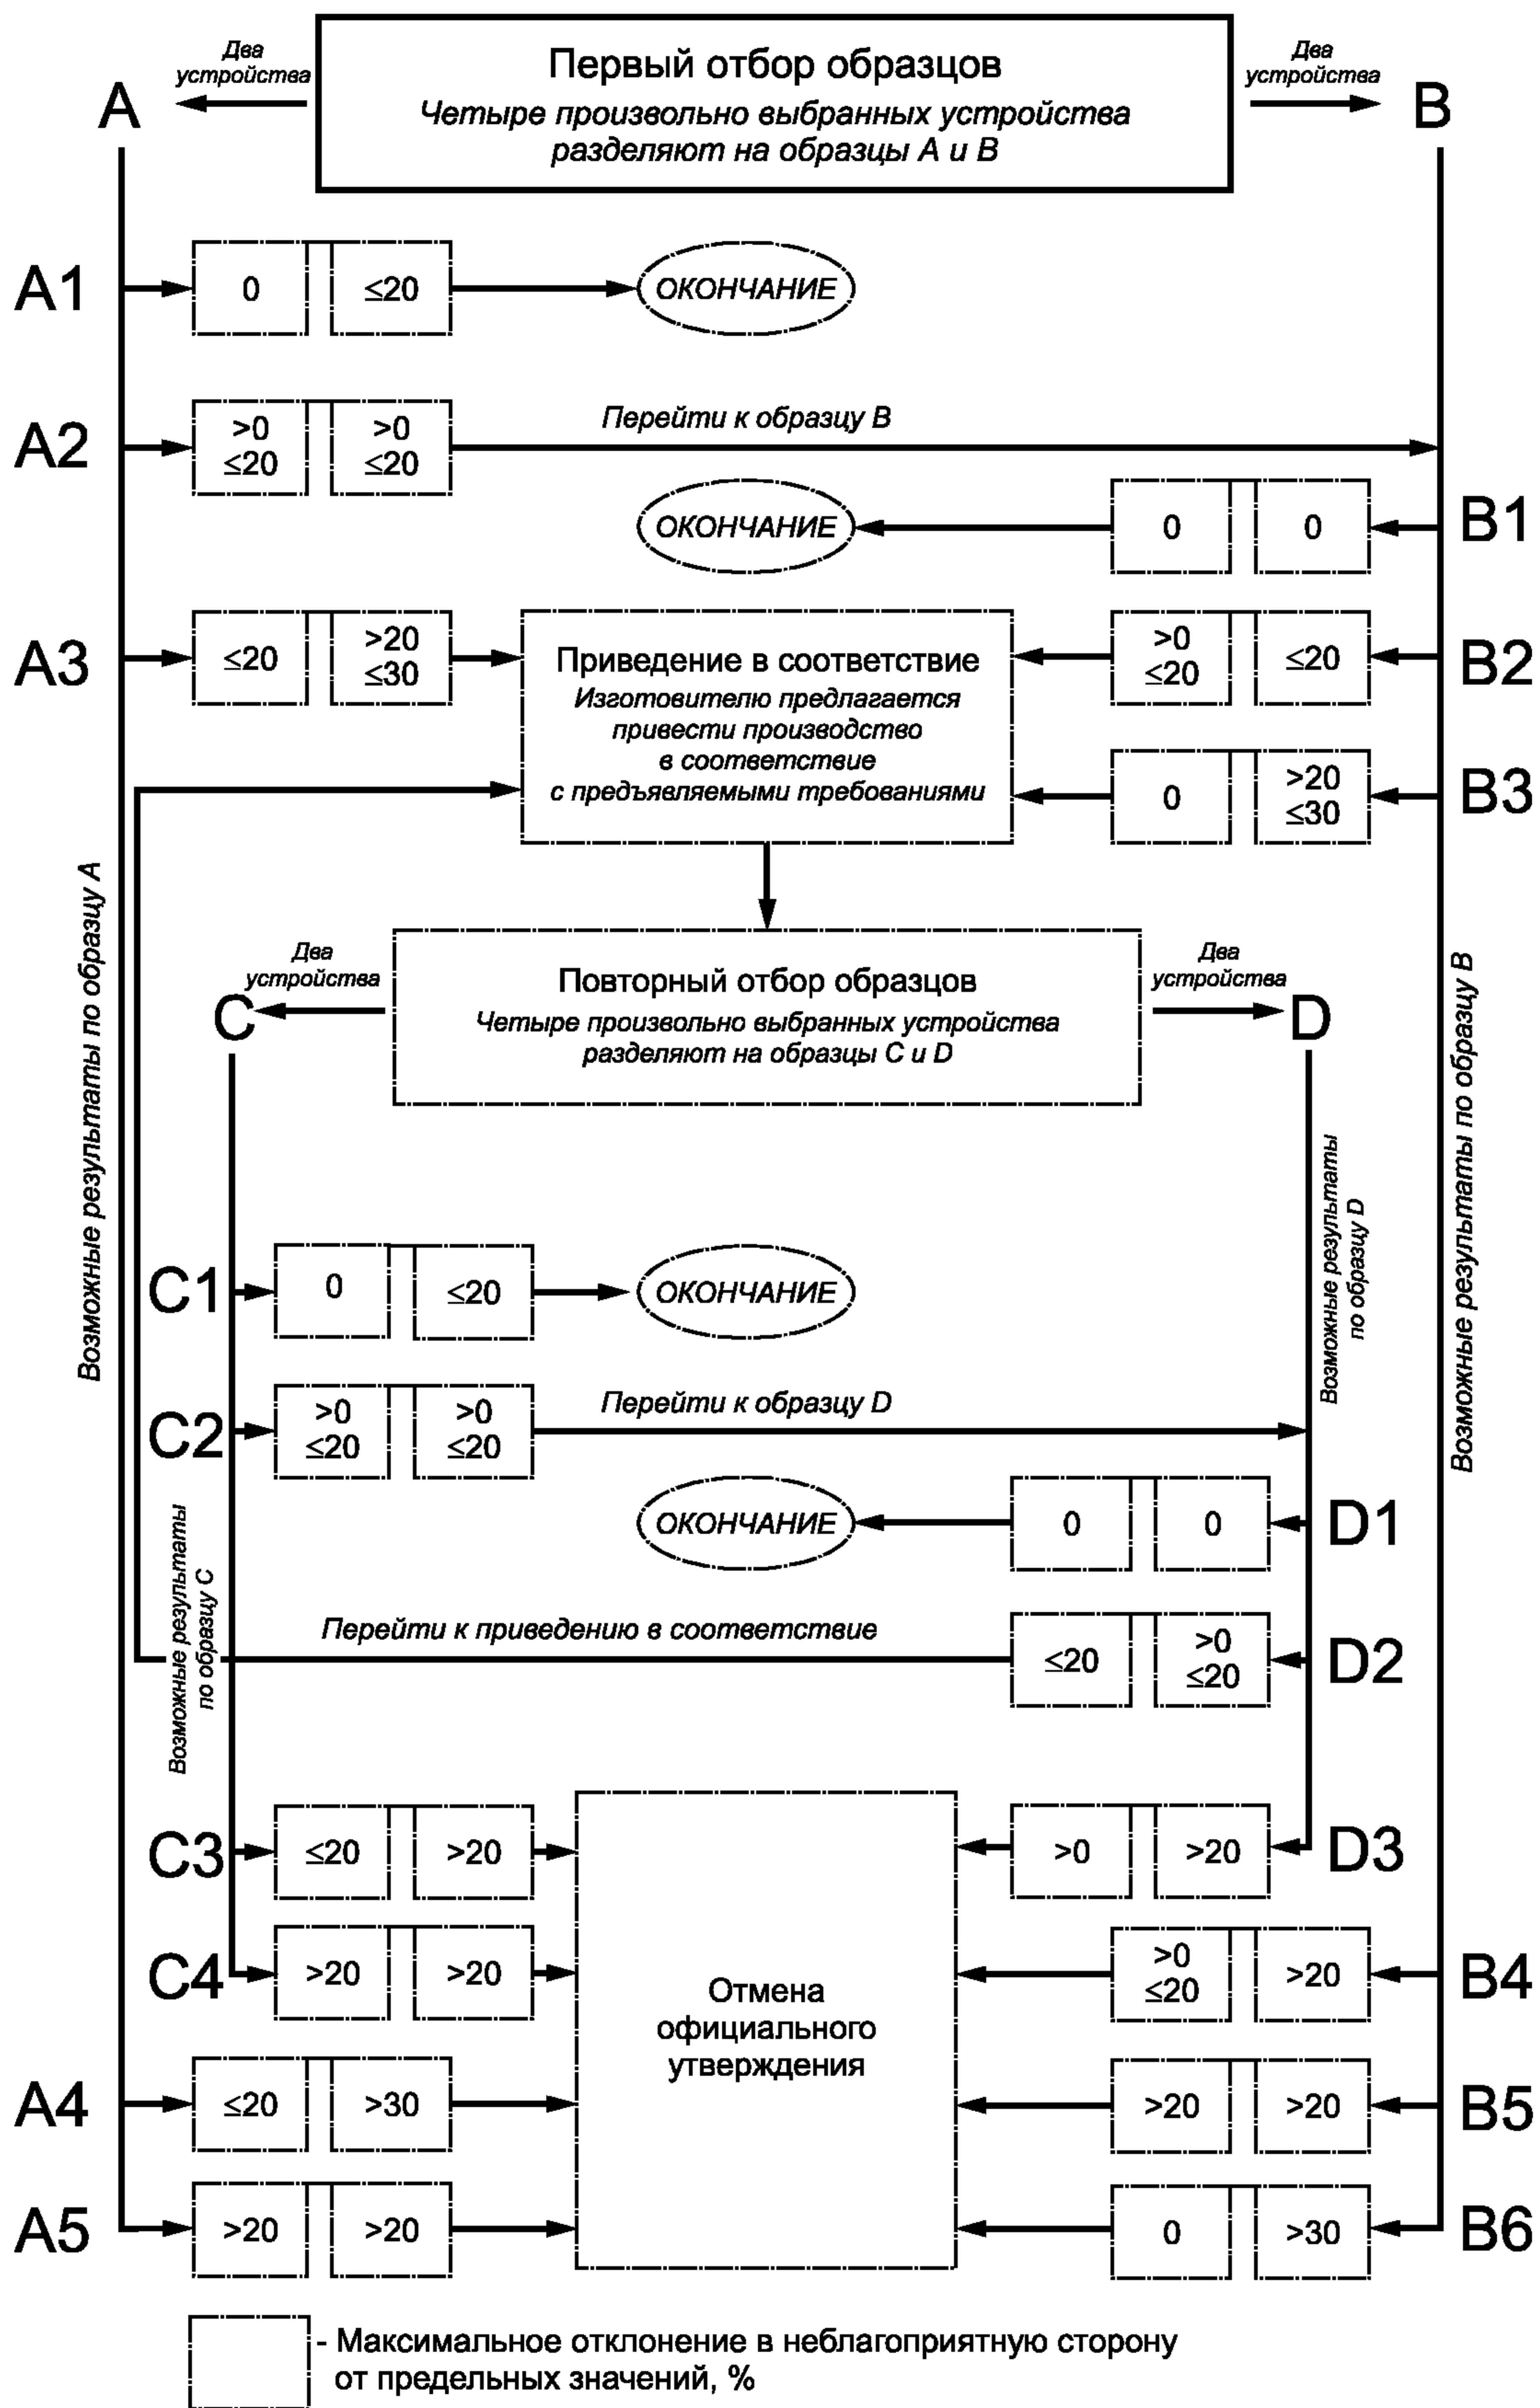 Два
устройства
Первый отбор образцов
Четыре произвольно выбранных устройства
разделяют на образцы А и В
Два
устройства
A
B
A1
0
≤20
ОКОНЧАНИЕ
A2
>0
≤20
>0
≤20
Перейти к образцу В
ОКОНЧАНИЕ
0
0
B1
A3
≤20
>20
≤30
Приведение в соответствие
Изготовителю предлагается
привести производство
в соответствие
с предъявляемыми требованиями
>0
≤20
≤20
B2
0
>20
≤30
B3
Возможные результаты по образцу А
Два
устройства
Повторный отбор образцов
Четыре произвольно выбранных устройства
разделяют на образцы С и D
Два
устройства
C
D
Возможные результаты по образцу В
Возможные результаты
по образцу D
C1
0
≤20
ОКОНЧАНИЕ
C2
>0
≤20
>0
≤20
Перейти к образцу D
ОКОНЧАНИЕ
0
0
D1
Возможные результаты
по образцу С
Перейти к приведению в соответствие
≤20
>0
≤20
D2
C3
≤20
>20
>0
>20
D3
C4
>20
>20
Отмена
официального
утверждения
>0
≤20
>20
B4
A4
≤20
>30
>20
>20
B5
A5
>20
>20
0
>30
B6
- Максимальное отклонение в неблагоприятную сторону
от предельных значений, %